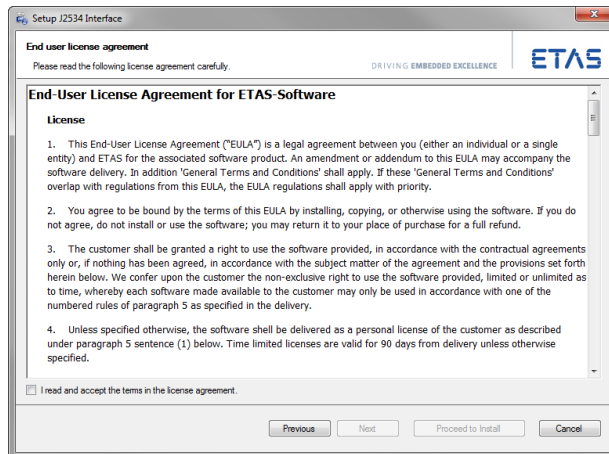 Setup J2534 Interface
End user license agreement
Please read the following license agreement carefully.
DRIVING EMBEDDED EXCELLENCE
ETAS
End-User License Agreement for ETAS-Software
License
1. This End-User License Agreement ("EULA") is a legal agreement between you (either an individual or a single
entity) and ETAS for the associated software product. An amendment or addendum to this EULA may accompany the
software delivery. In addition 'General Terms and Conditions' shall apply. If these 'General Terms and Conditions'
overlap with regulations from this EULA, the EULA regulations shall apply with priority.
2. You agree to be bound by the terms of this EULA by installing, copying, or otherwise using the software. If you do
not agree, do not install or use the software; you may return it to your place of purchase for a full refund.
3. The customer shall be granted a right to use the software provided, in accordance with the contractual agreements
only or, if nothing has been agreed, in accordance with the subject matter of the agreement and the provisions set forth
herein below. We confer upon the customer the non-exclusive right to use the software provided, limited or unlimited as
to time, whereby each software made available to the customer may only be used in accordance with one of the
numbered rules of paragraph 5 as specified in the delivery.
4. Unless specified otherwise, the software shell be delivered as a personal license of the customer as described
under paragraph 5 sentence (1) below. Time limited licenses are valid for 90 days from delivery unless otherwise
specified.
I read and accept the terms in the license agreement.
Previous
Next
Proceed to Install
Cancel